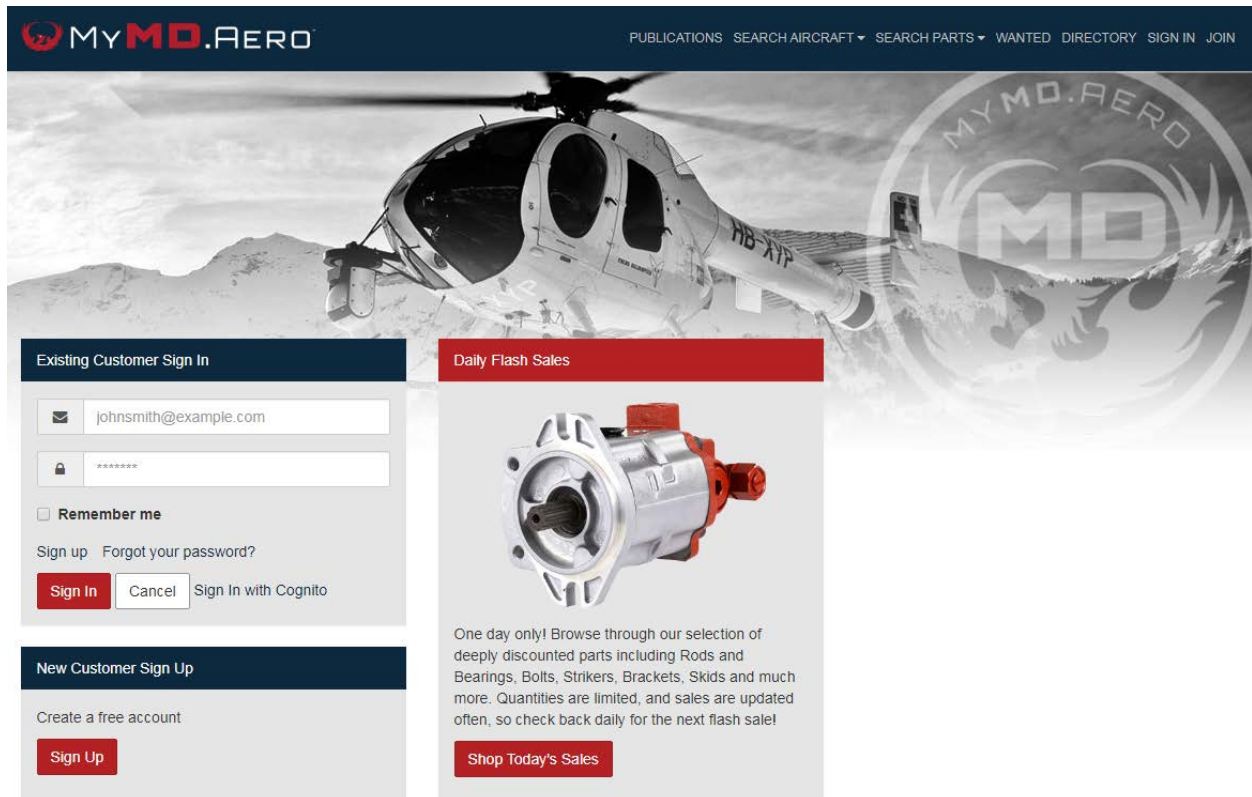 MYMD.AERO
PUBLICATIONS SEARCH AIRCRAFT SEARCH PARTS WANTED DIRECTORY SIGN IN JOIN
MYMD.AERO
MD
HB-XYP
XYP
Existing Customer Sign In
johnsmith@example.com
*******
Remember me
Sign up Forgot your password?
Sign In Cancel Sign In with Cognito
New Customer Sign Up
Create a free account
Sign Up
Daily Flash Sales
One day only! Browse through our selection of
deeply discounted parts including Rods and
Bearings, Bolts, Strikers, Brackets, Skids and much
more. Quantities are limited, and sales are updated
often, so check back daily for the next flash sale!
Shop Today's Sales